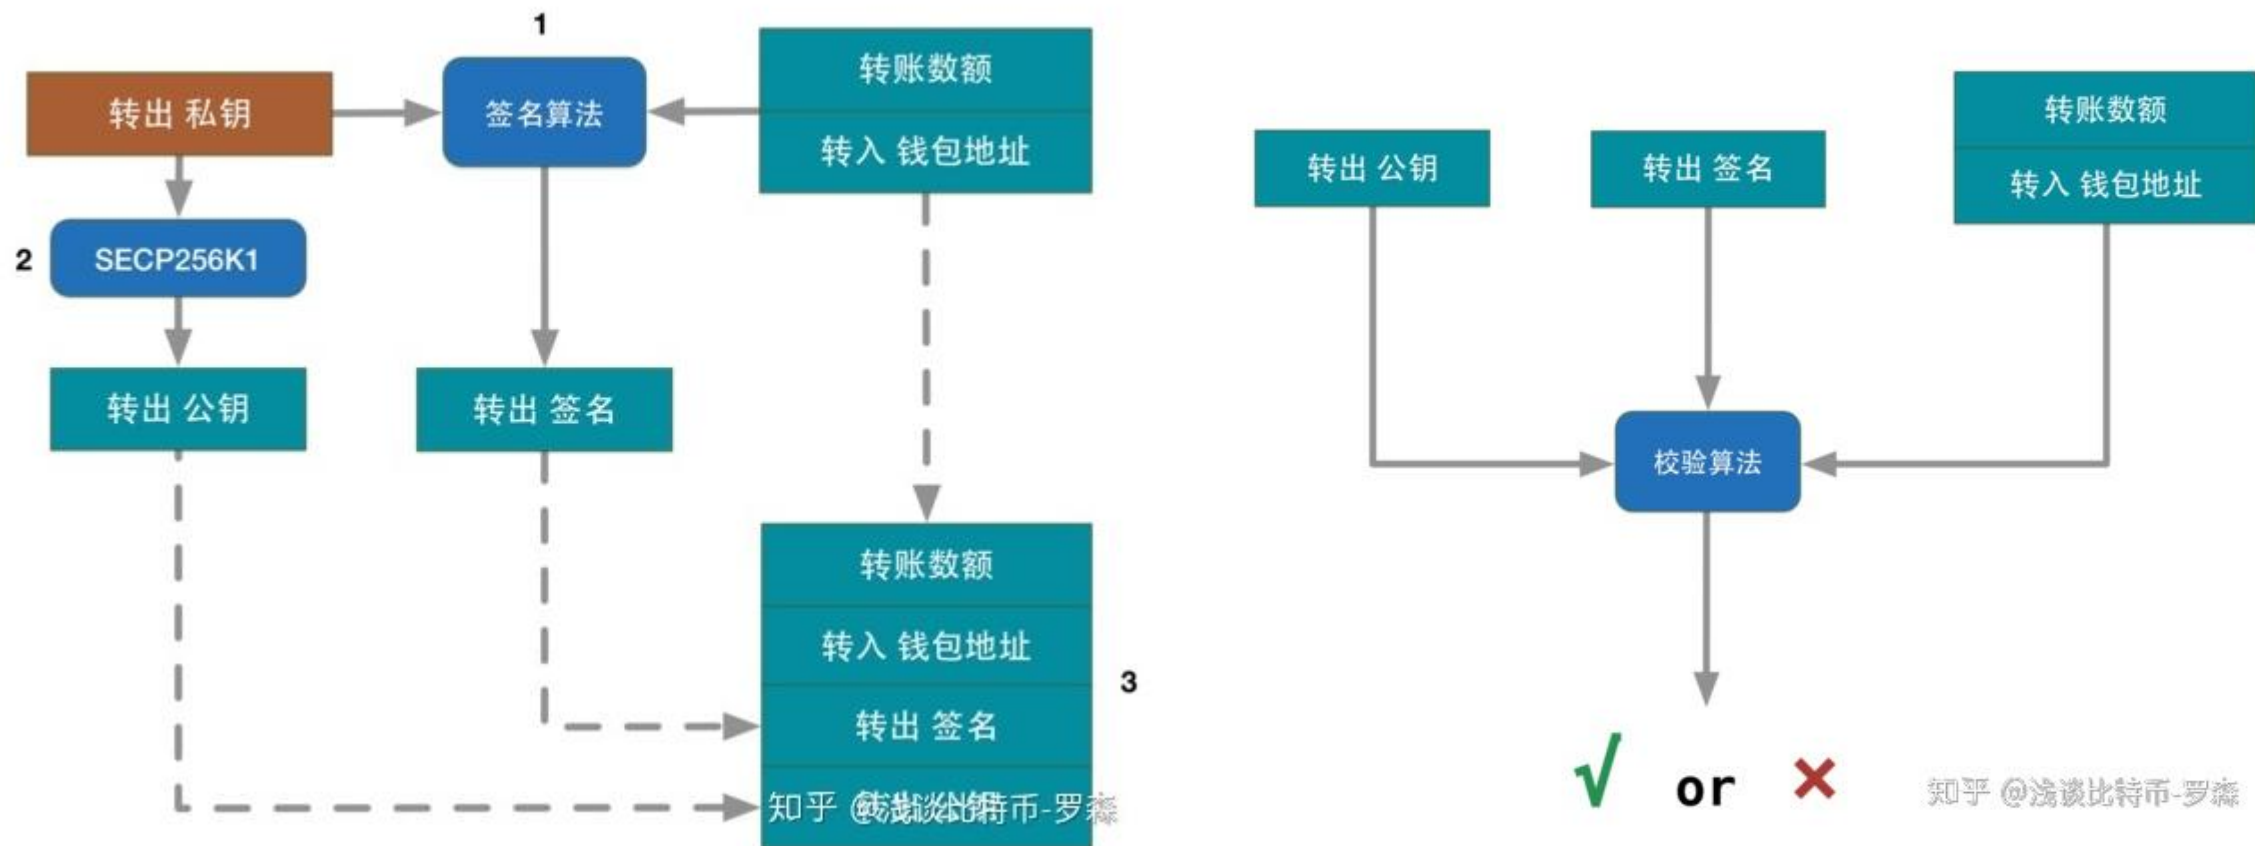 1
转出 私钥
签名算法
转账数额
转入 钱包地址
2
SECP256K1
转出 公钥
转出 签名
转账数额
转入 钱包地址
转出 签名
3
知乎 @浅谈比特币-罗森
转出 公钥
转出 签名
转账数额
转入 钱包地址
校验算法
or
知乎 @浅谈比特币-罗森